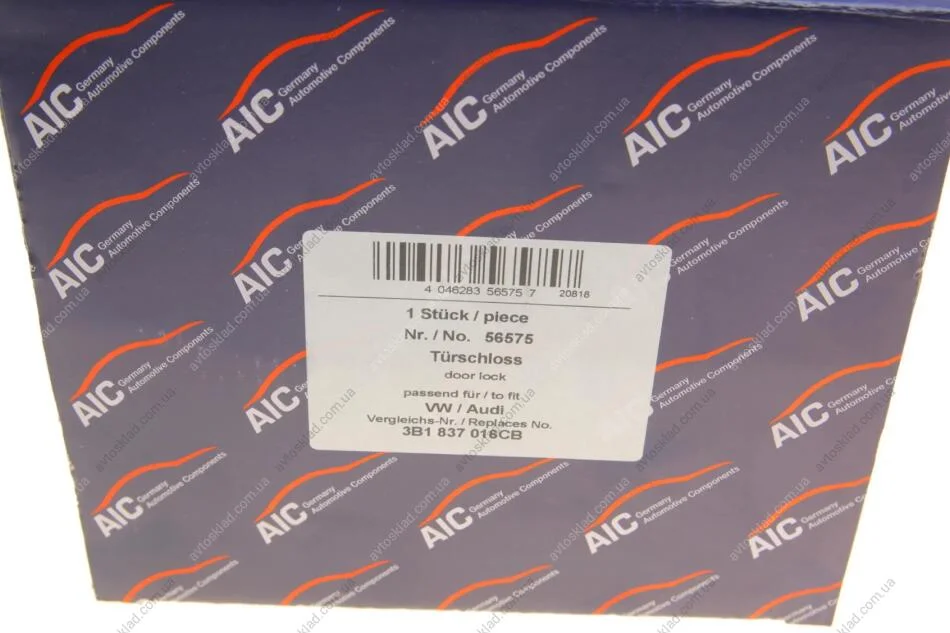 AIC Germany Automotive Components
4 046283 56575 7 20818
1 Stück / piece
Nr. / No. 56575
Türschloss
door lock
passend für / to fit
VW / Audi
Vergleichs-Nr. / Replaces No.
3B1 837 016CB
avtosklad.com.ua